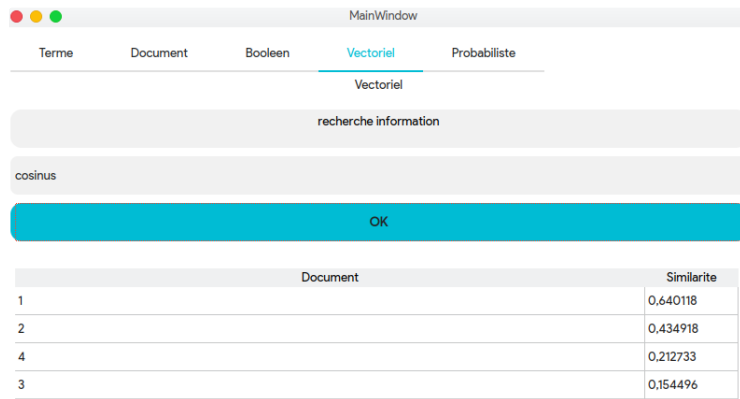 MainWindow
Terme Document Booleen Vectoriel Probabiliste
Vectoriel
recherche information
cosinus
OK
Document Similarite
1 0,640118
2 0,434918
4 0,212733
3 0,154496